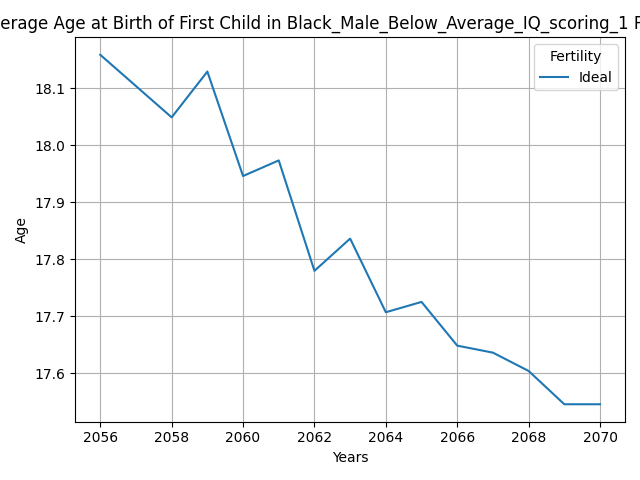 erage Age at Birth of First Child in Black_Male_Below_Average_IQ_scoring_1
Fertility
Ideal
18.1
18.0
17.9
17.8
17.7
17.6
Age
2056 2058 2060 2062 2064 2066 2068 2070
Years